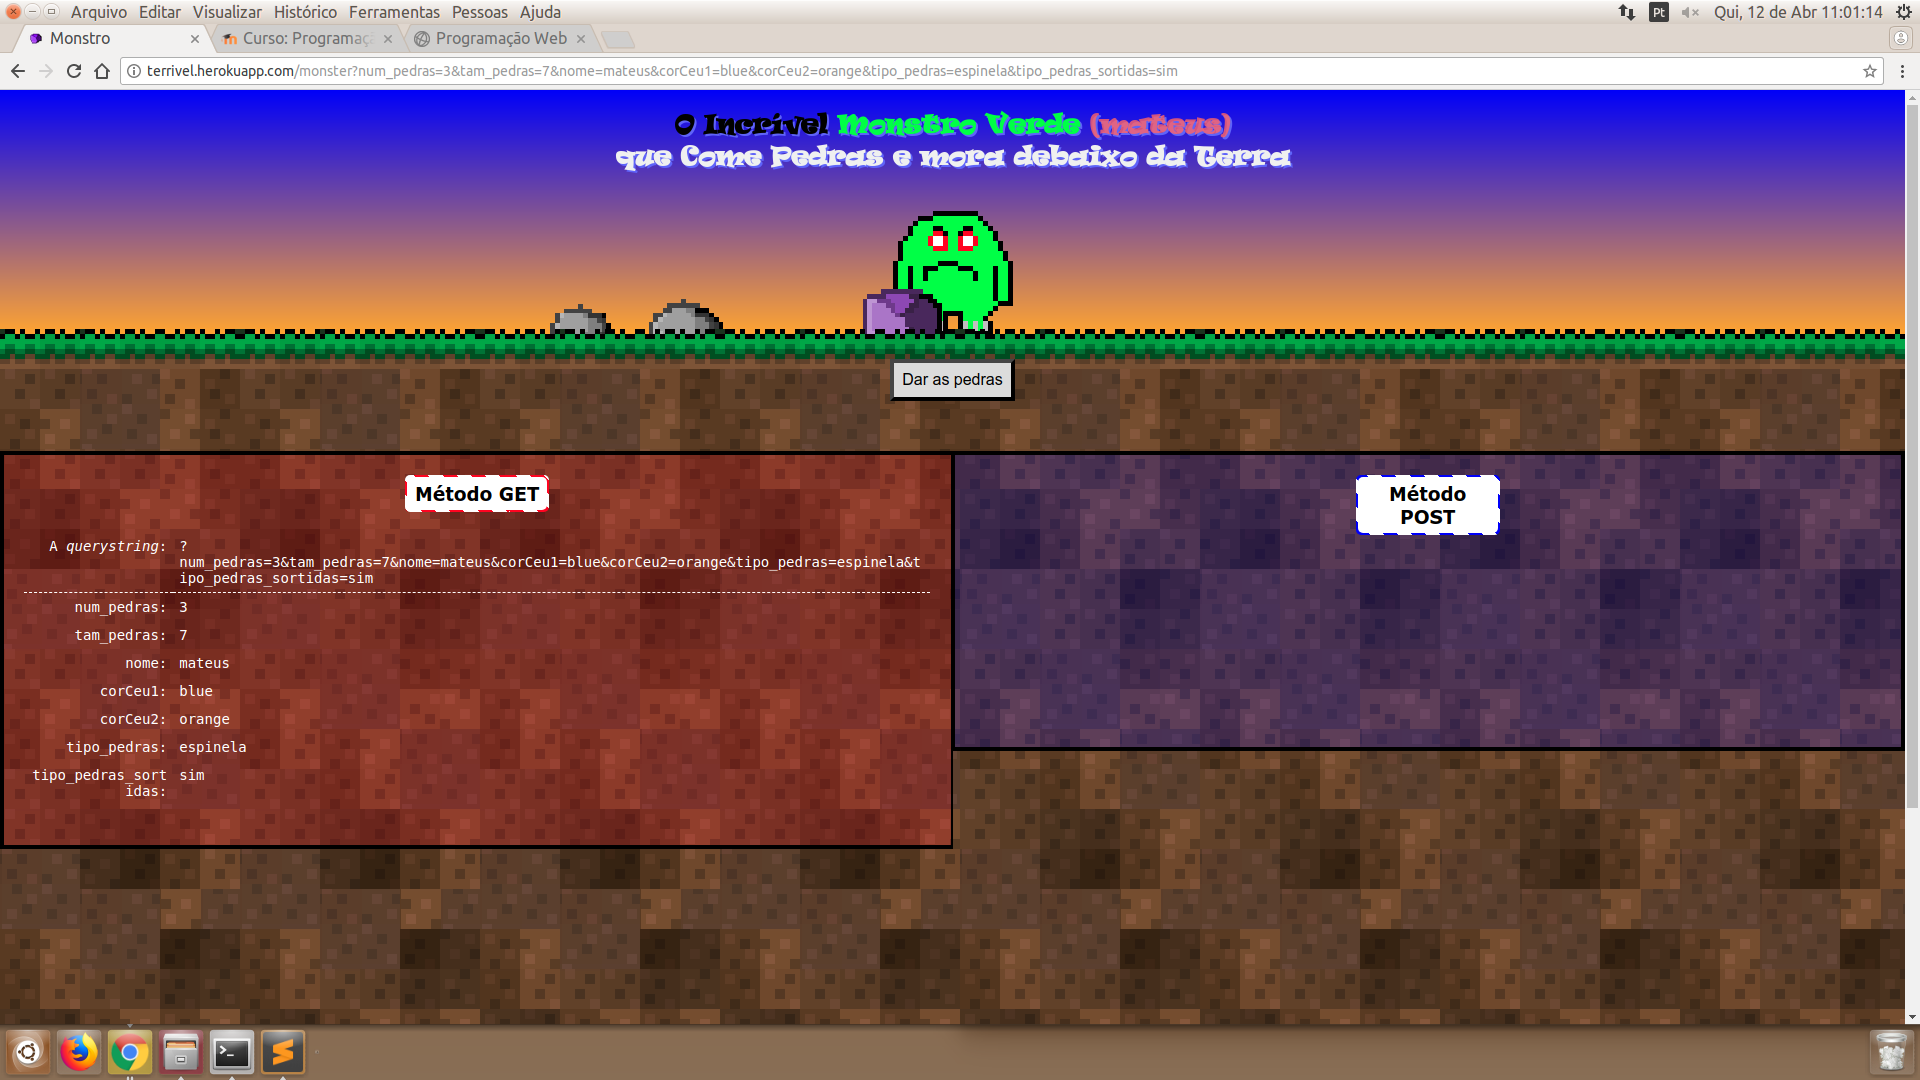 Arquivo Editar Visualizar Histórico Ferramentas Pessoas Ajuda
Pt
Qui, 12 de Abr 11:01:14
Monstro
Curso: Programaç
Programação Web
terrivel.herokuapp.com/monster?num_pedras=3&tam_pedras=7&nome=mateus&corCeu1=blue&corCeu2=orange&tipo_pedras=espinela&tipo_pedras_sortidas=sim
O Incrível Monstro Verde (mateus)
que Come Pedras e mora debaixo da Terra
Dar as pedras
Método GET
A querystring: ?
num_pedras=3&tam_pedras=7&nome=mateus&corCeu1=blue&corCeu2=orange&tipo_pedras=espinela&t
ipo_pedras_sortidas=sim
num_pedras: 3
tam_pedras: 7
nome: mateus
corCeu1: blue
corCeu2: orange
tipo_pedras: espinela
tipo_pedras_sort sim
idas:
Método
POST